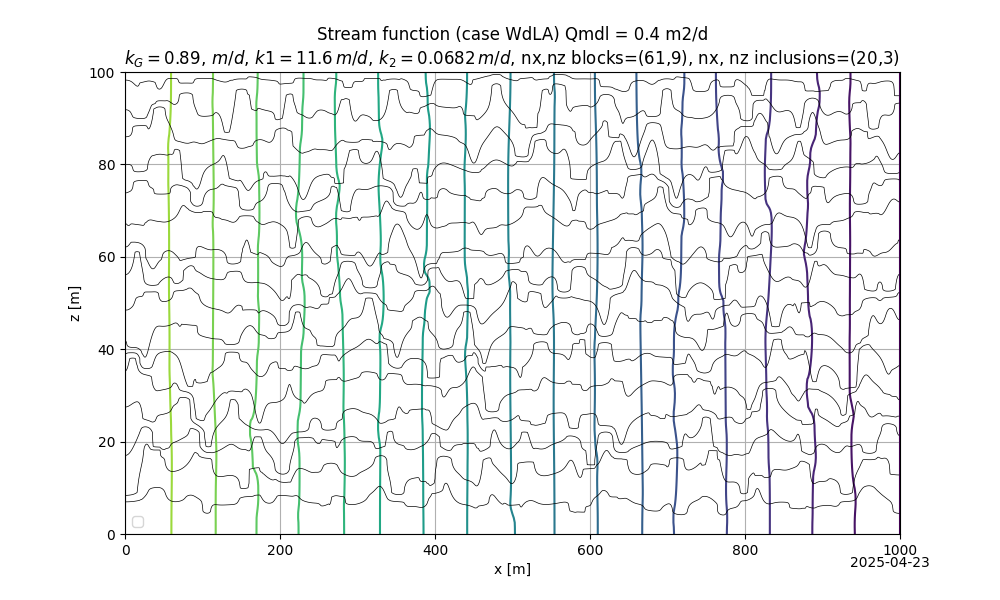 Stream function (case WdLA) Qmdl = 0.4 m2/d
k_G = 0.89, m/d, k1 = 11.6 m/d, k_2 = 0.0682 m/d, nx,nz blocks=(61,9), nx, nz inclusions=(20,3)
100
80
60
40
20
0
z [m]
0 200 400 600 800 1000
x [m]
2025-04-23